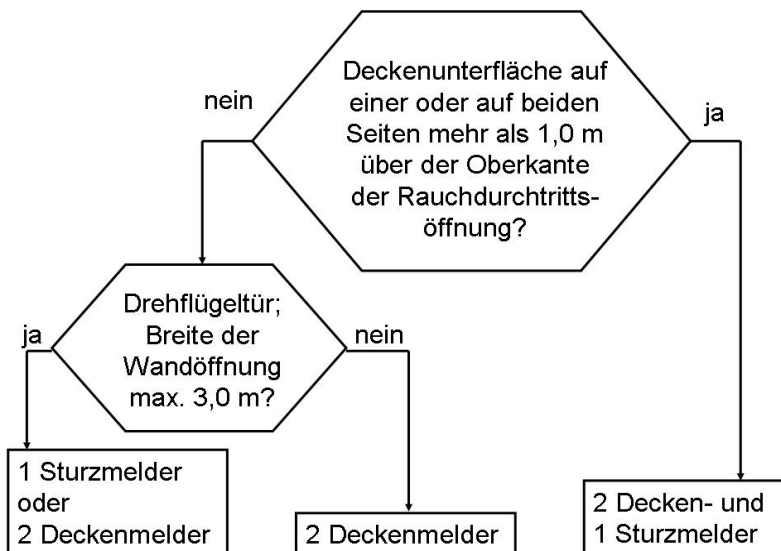 Deckenunterfläche auf
einer oder auf beiden
Seiten mehr als 1,0 m
über der Oberkante
der Rauchdurchtritts-
öffnung?
nein
ja
Drehflügeltür;
Breite der
Wandöffnung
max. 3,0 m?
ja
nein
1 Sturzmelder
oder
2 Deckenmelder
2 Deckenmelder
2 Decken- und
1 Sturzmelder